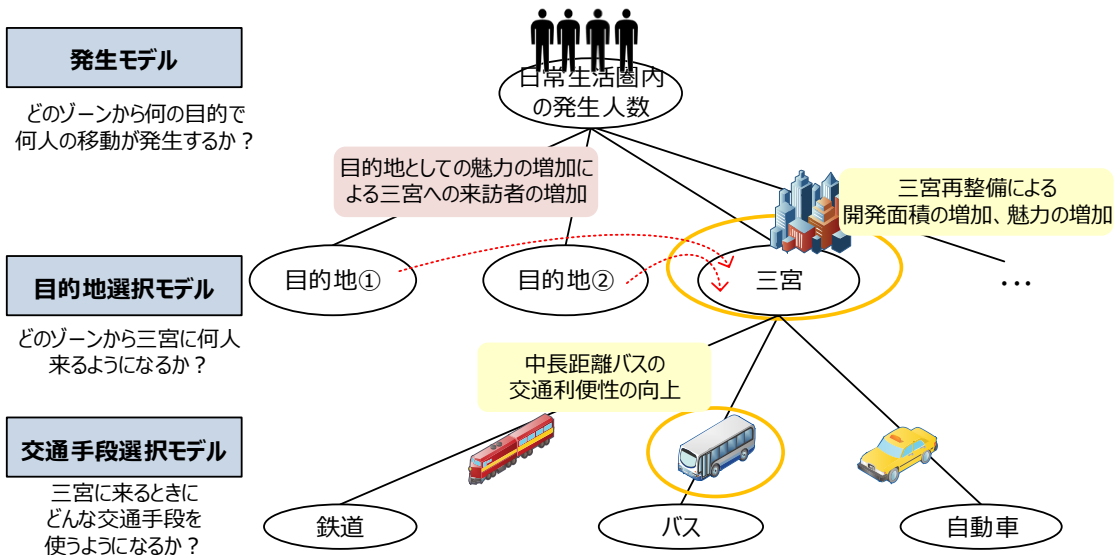 発生モデル
どのゾーンから何の目的で
何人の移動が発生するか？
日常生活圏内
の発生人数
目的地としての魅力の増加に
よる三宮への来訪者の増加
三宮再整備による
開発面積の増加、魅力の増加
目的地選択モデル
どのゾーンから三宮に何人
来るようになるか？
目的地①
目的地②
三宮
…
中長距離バスの
交通利便性の向上
交通手段選択モデル
三宮に来るときに
どんな交通手段を
使うようになるか？
鉄道
バス
自動車